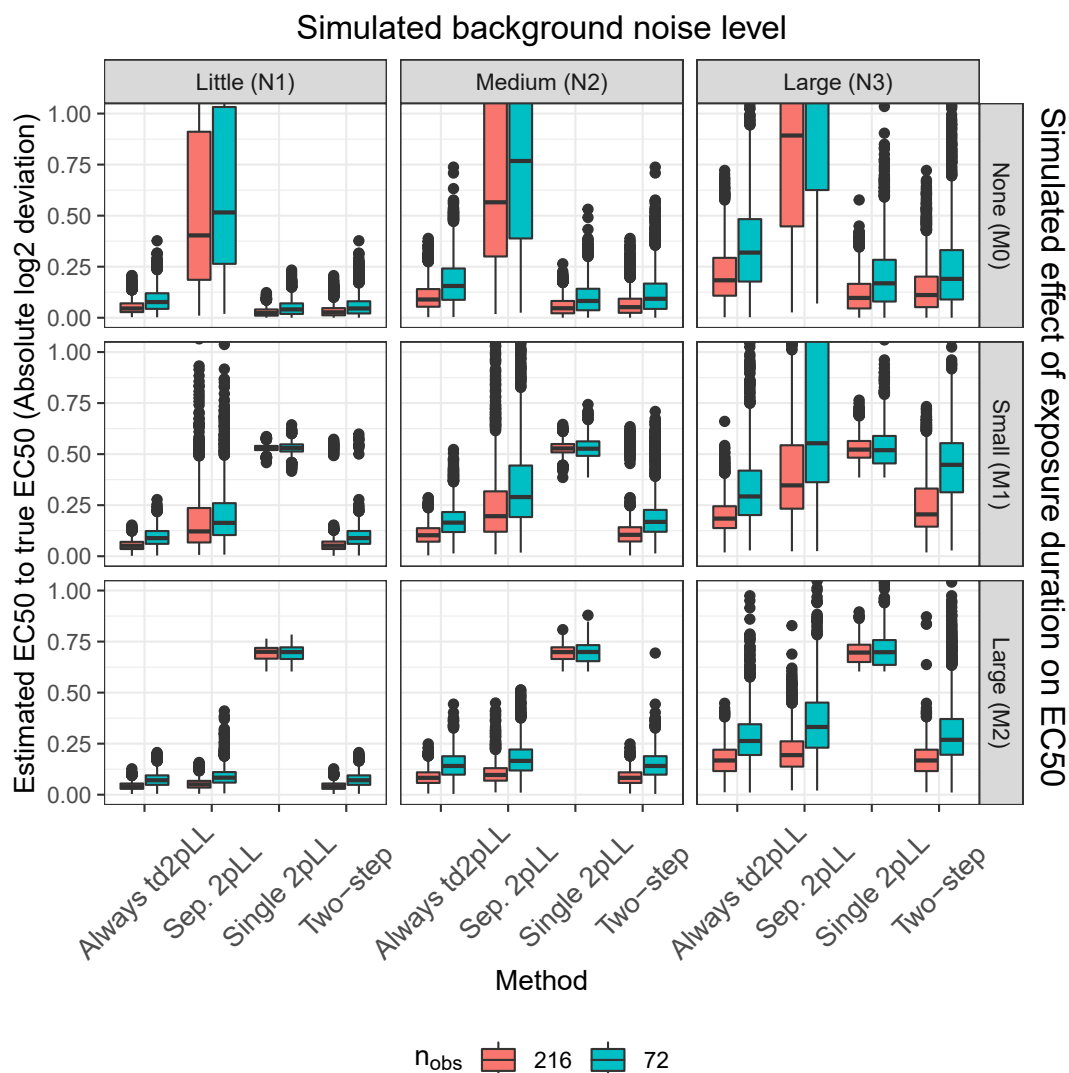 Simulated background noise level
Little (N1) Medium (N2) Large (N3)
Estimated EC50 to true EC50 (Absolute log2 deviation)
1.00
0.75
0.50
0.25
0.00
None (M0)
1.00
0.75
0.50
0.25
0.00
Small (M1)
1.00
0.75
0.50
0.25
0.00
Large (M2)
Simulated effect of exposure duration on EC50
Always td2pLL Sep. 2pLL Single 2pLL Two−step Always td2pLL Sep. 2pLL Single 2pLL Two−step Always td2pLL Sep. 2pLL Single 2pLL Two−step
Method
nobs 216 72